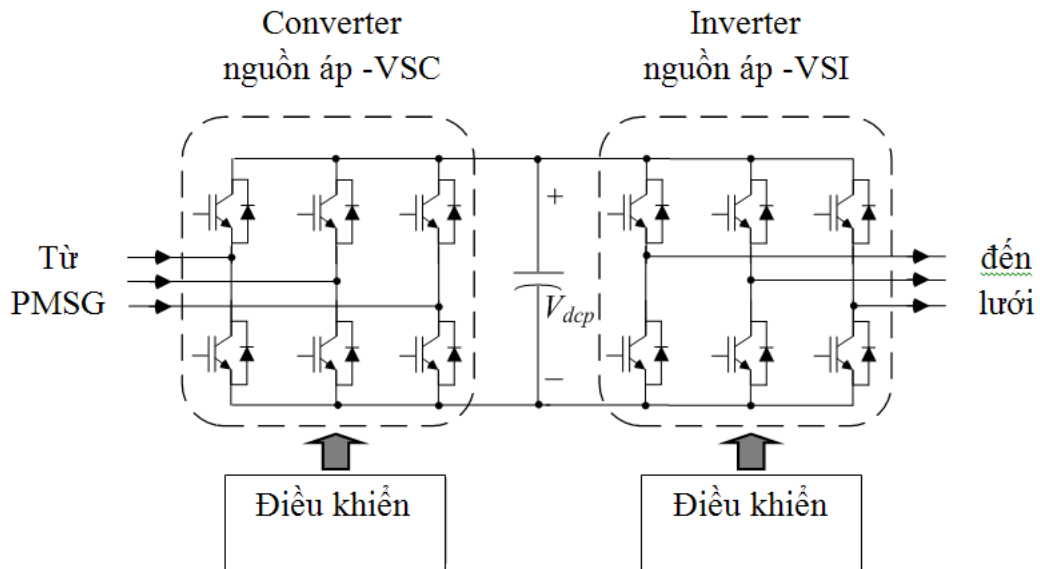 Converter
nguồn áp -VSC
Inverter
nguồn áp -VSI
Từ
PMSG
+
V_dcp
–
đến
lưới
Điều khiển
Điều khiển